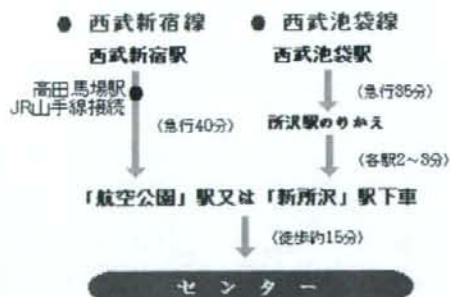 ● 西武新宿線
● 西武池袋線
西武新宿駅
西武池袋駅
高田馬場駅
JR山手線接続
(急行40分)
(急行35分)
所沢駅のりかえ
(各駅2〜3分)
「航空公園」駅又は「新所沢」駅下車
(徒歩約15分)
センター